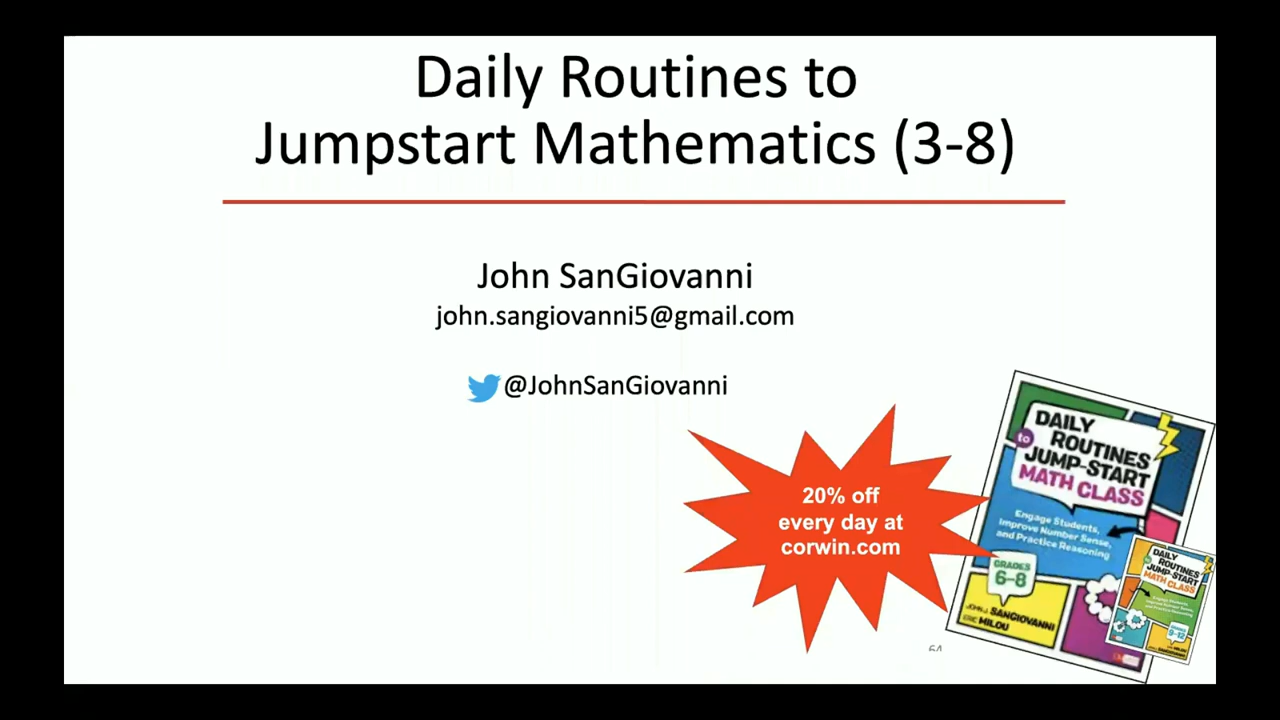 Daily Routines to
Jumpstart Mathematics (3-8)
John SanGiovanni
john.sangiovanni5@gmail.com
@JohnSanGiovanni
20% off
every day at
corwin.com
DAILY
to ROUTINES
JUMP-START
MATH CLASS
Engage Students,
Improve Number Sense,
and Practice Reasoning
GRADES
6–8
JOHN J. SANGIOVANNI
ERIC MILOU
DAILY
ROUTINES
JUMP-START
MATH CLASS
9-12